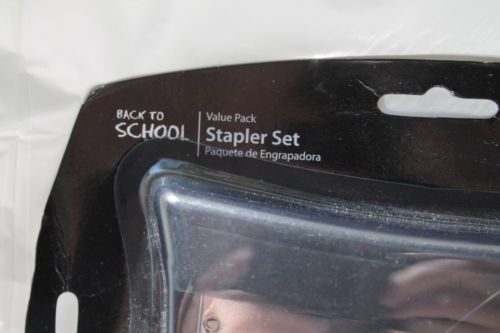 BACK TO
SCHOOL
Value Pack
Stapler Set
Paquete de Engrapadora